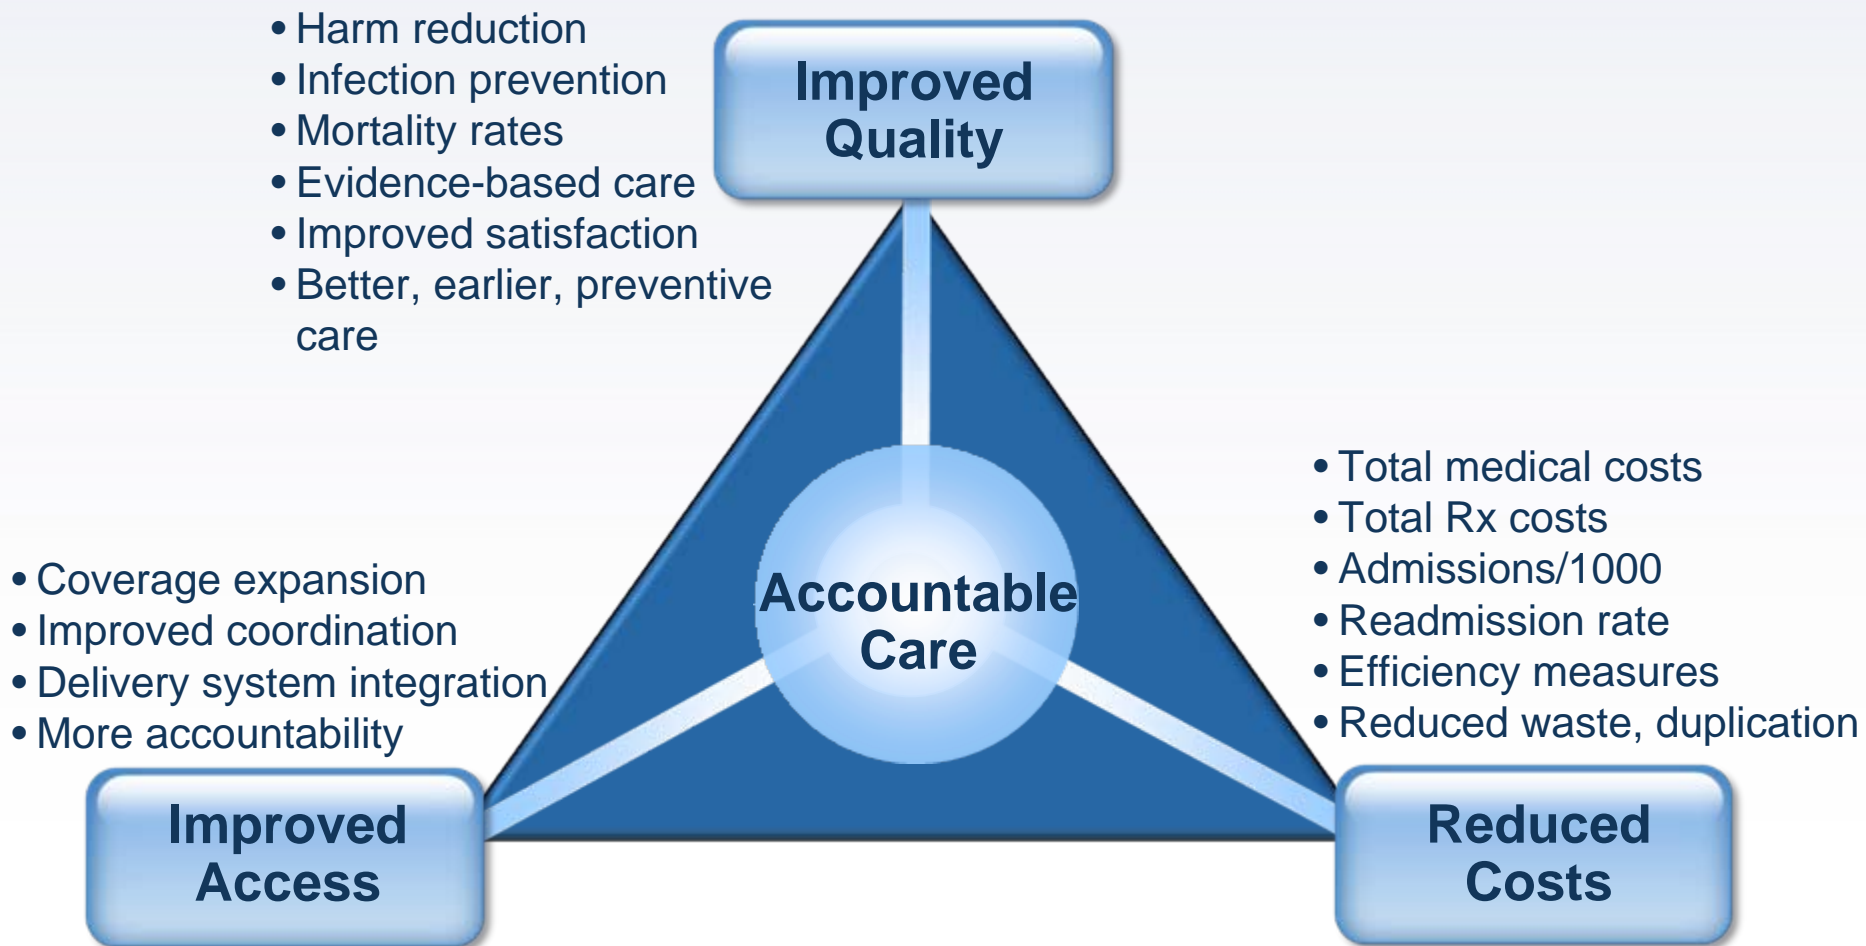 • Harm reduction
• Infection prevention
• Mortality rates
• Evidence-based care
• Improved satisfaction
• Better, earlier, preventive
care
Improved
Quality
Accountable
Care
• Coverage expansion
• Improved coordination
• Delivery system integration
• More accountability
Improved
Access
• Total medical costs
• Total Rx costs
• Admissions/1000
• Readmission rate
• Efficiency measures
• Reduced waste, duplication
Reduced
Costs